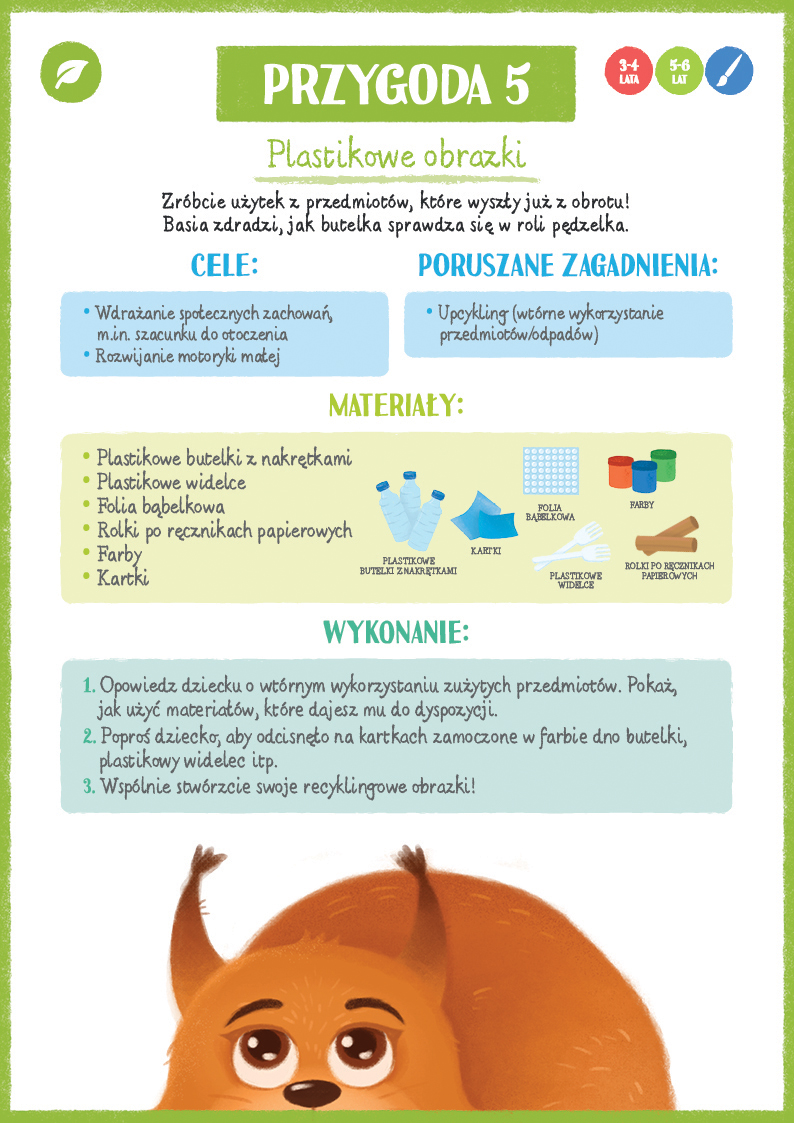 PRZYGODA 5
3-4
LATA
5-6
LAT
Plastikowe obrazki
Zróbcie użytek z przedmiotów, które wyszły już z obrotu!
Basia zdradzi, jak butelka sprawdza się w roli pędzelka.
CELE:
• Wdrażanie społecznych zachowań,
m.in. szacunku do otoczenia
• Rozwijanie motoryki małej
PORUSZANE ZAGADNIENIA:
• Upcykling (wtórne wykorzystanie
przedmiotów/odpadów)
MATERIAŁY:
• Plastikowe butelki z nakrętkami
• Plastikowe widelce
• Folia bąbelkowa
• Rolki po ręcznikach papierowych
• Farby
• Kartki
PLASTIKOWE
BUTELKI Z NAKRĘTKAMI
KARTKI
FOLIA
BĄBELKOWA
PLASTIKOWE
WIDELCE
FARBY
ROLKI PO RĘCZNIKACH
PAPIEROWYCH
WYKONANIE:
1. Opowiedz dziecku o wtórnym wykorzystaniu zużytych przedmiotów. Pokaż,
jak użyć materiałów, które dajesz mu do dyspozycji.
2. Poproś dziecko, aby odcisnęło na kartkach zamoczone w farbie dno butelki,
plastikowy widelec itp.
3. Wspólnie stwórzcie swoje recyklingowe obrazki!